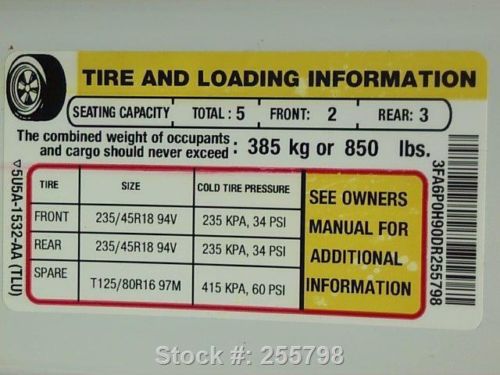 TIRE AND LOADING INFORMATION
SEATING CAPACITY TOTAL : 5 FRONT: 2 REAR: 3
The combined weight of occupants
and cargo should never exceed : 385 kg or 850 lbs.
TIRE SIZE COLD TIRE PRESSURE
FRONT 235/45R18 94V 235 KPA, 34 PSI
REAR 235/45R18 94V 235 KPA, 34 PSI
SPARE T125/80R16 97M 415 KPA, 60 PSI
SEE OWNERS
MANUAL FOR
ADDITIONAL
INFORMATION
▽5U5A-1532-AA (TLU)
3FA6P0H90DR255798
Stock #: 255798